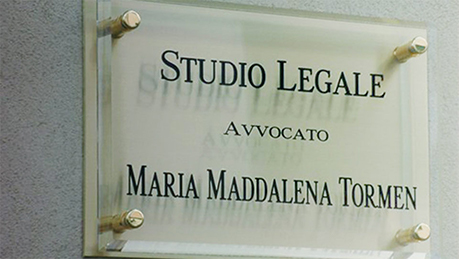 STUDIO LEGALE
AVVOCATO
MARIA MADDALENA TORMEN